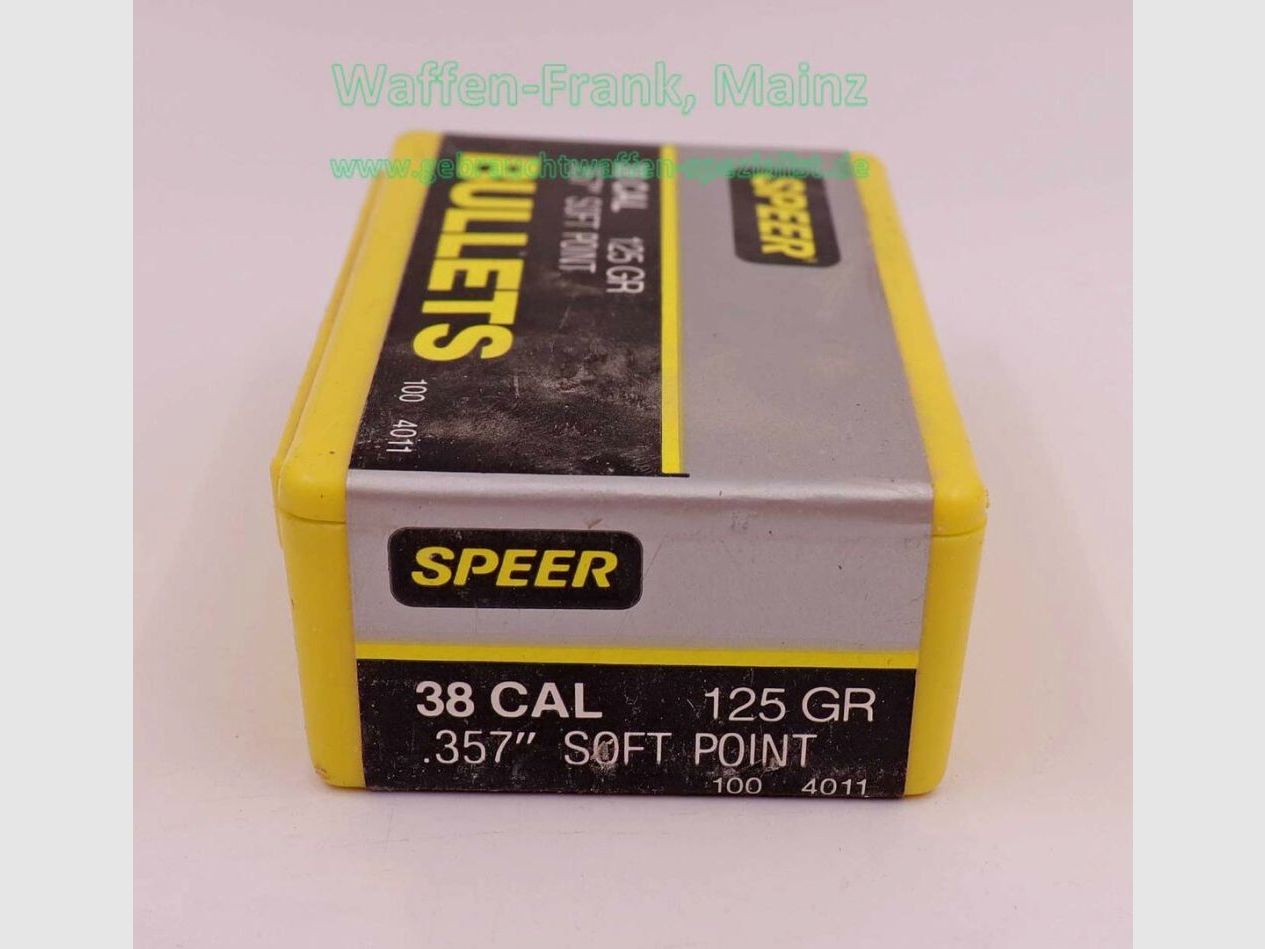 Waffen-Frank, Mainz
www.gebrauchtwaffen-spezialist.de
SPEER
CAL 125 GR
SOFT POINT
BULLETS
100 4011
SPEER
38 CAL 125 GR
.357″ SOFT POINT
100 4011